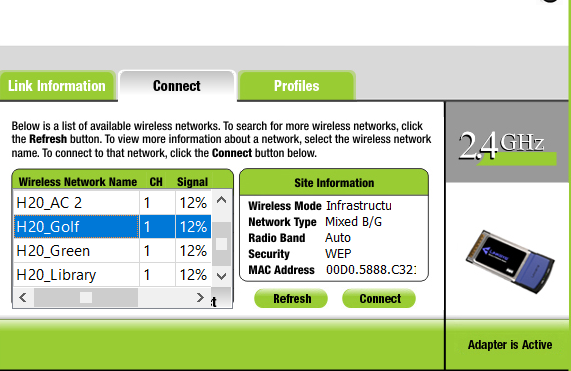 Link Information
Connect
Profiles
Below is a list of available wireless networks. To search for more wireless networks, click
the Refresh button. To view more information about a network, select the wireless network
name. To connect to that network, click the Connect button below.
2.4GHz
Wireless Network Name CH Signal
H20_AC 2 1 12%
H20_Golf 1 12%
H20_Green 1 12%
H20_Library 1 12%
Site Information
Wireless Mode Infrastructu
Network Type Mixed B/G
Radio Band Auto
Security WEP
MAC Address 00D0.5888.C32
Refresh
Connect
Adapter is Active